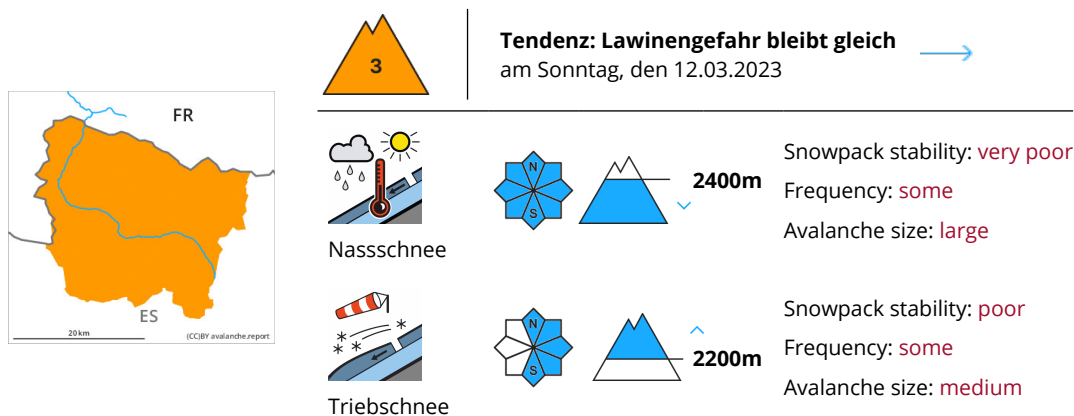 3
Tendenz: Lawinengefahr bleibt gleich
am Sonntag, den 12.03.2023
FR
ES
20 km
(CC)BY avalanche.report
N
S
2400m
Snowpack stability: very poor
Frequency: some
Avalanche size: large
Nassschnee
N
S
2200m
Snowpack stability: poor
Frequency: some
Avalanche size: medium
Triebschnee